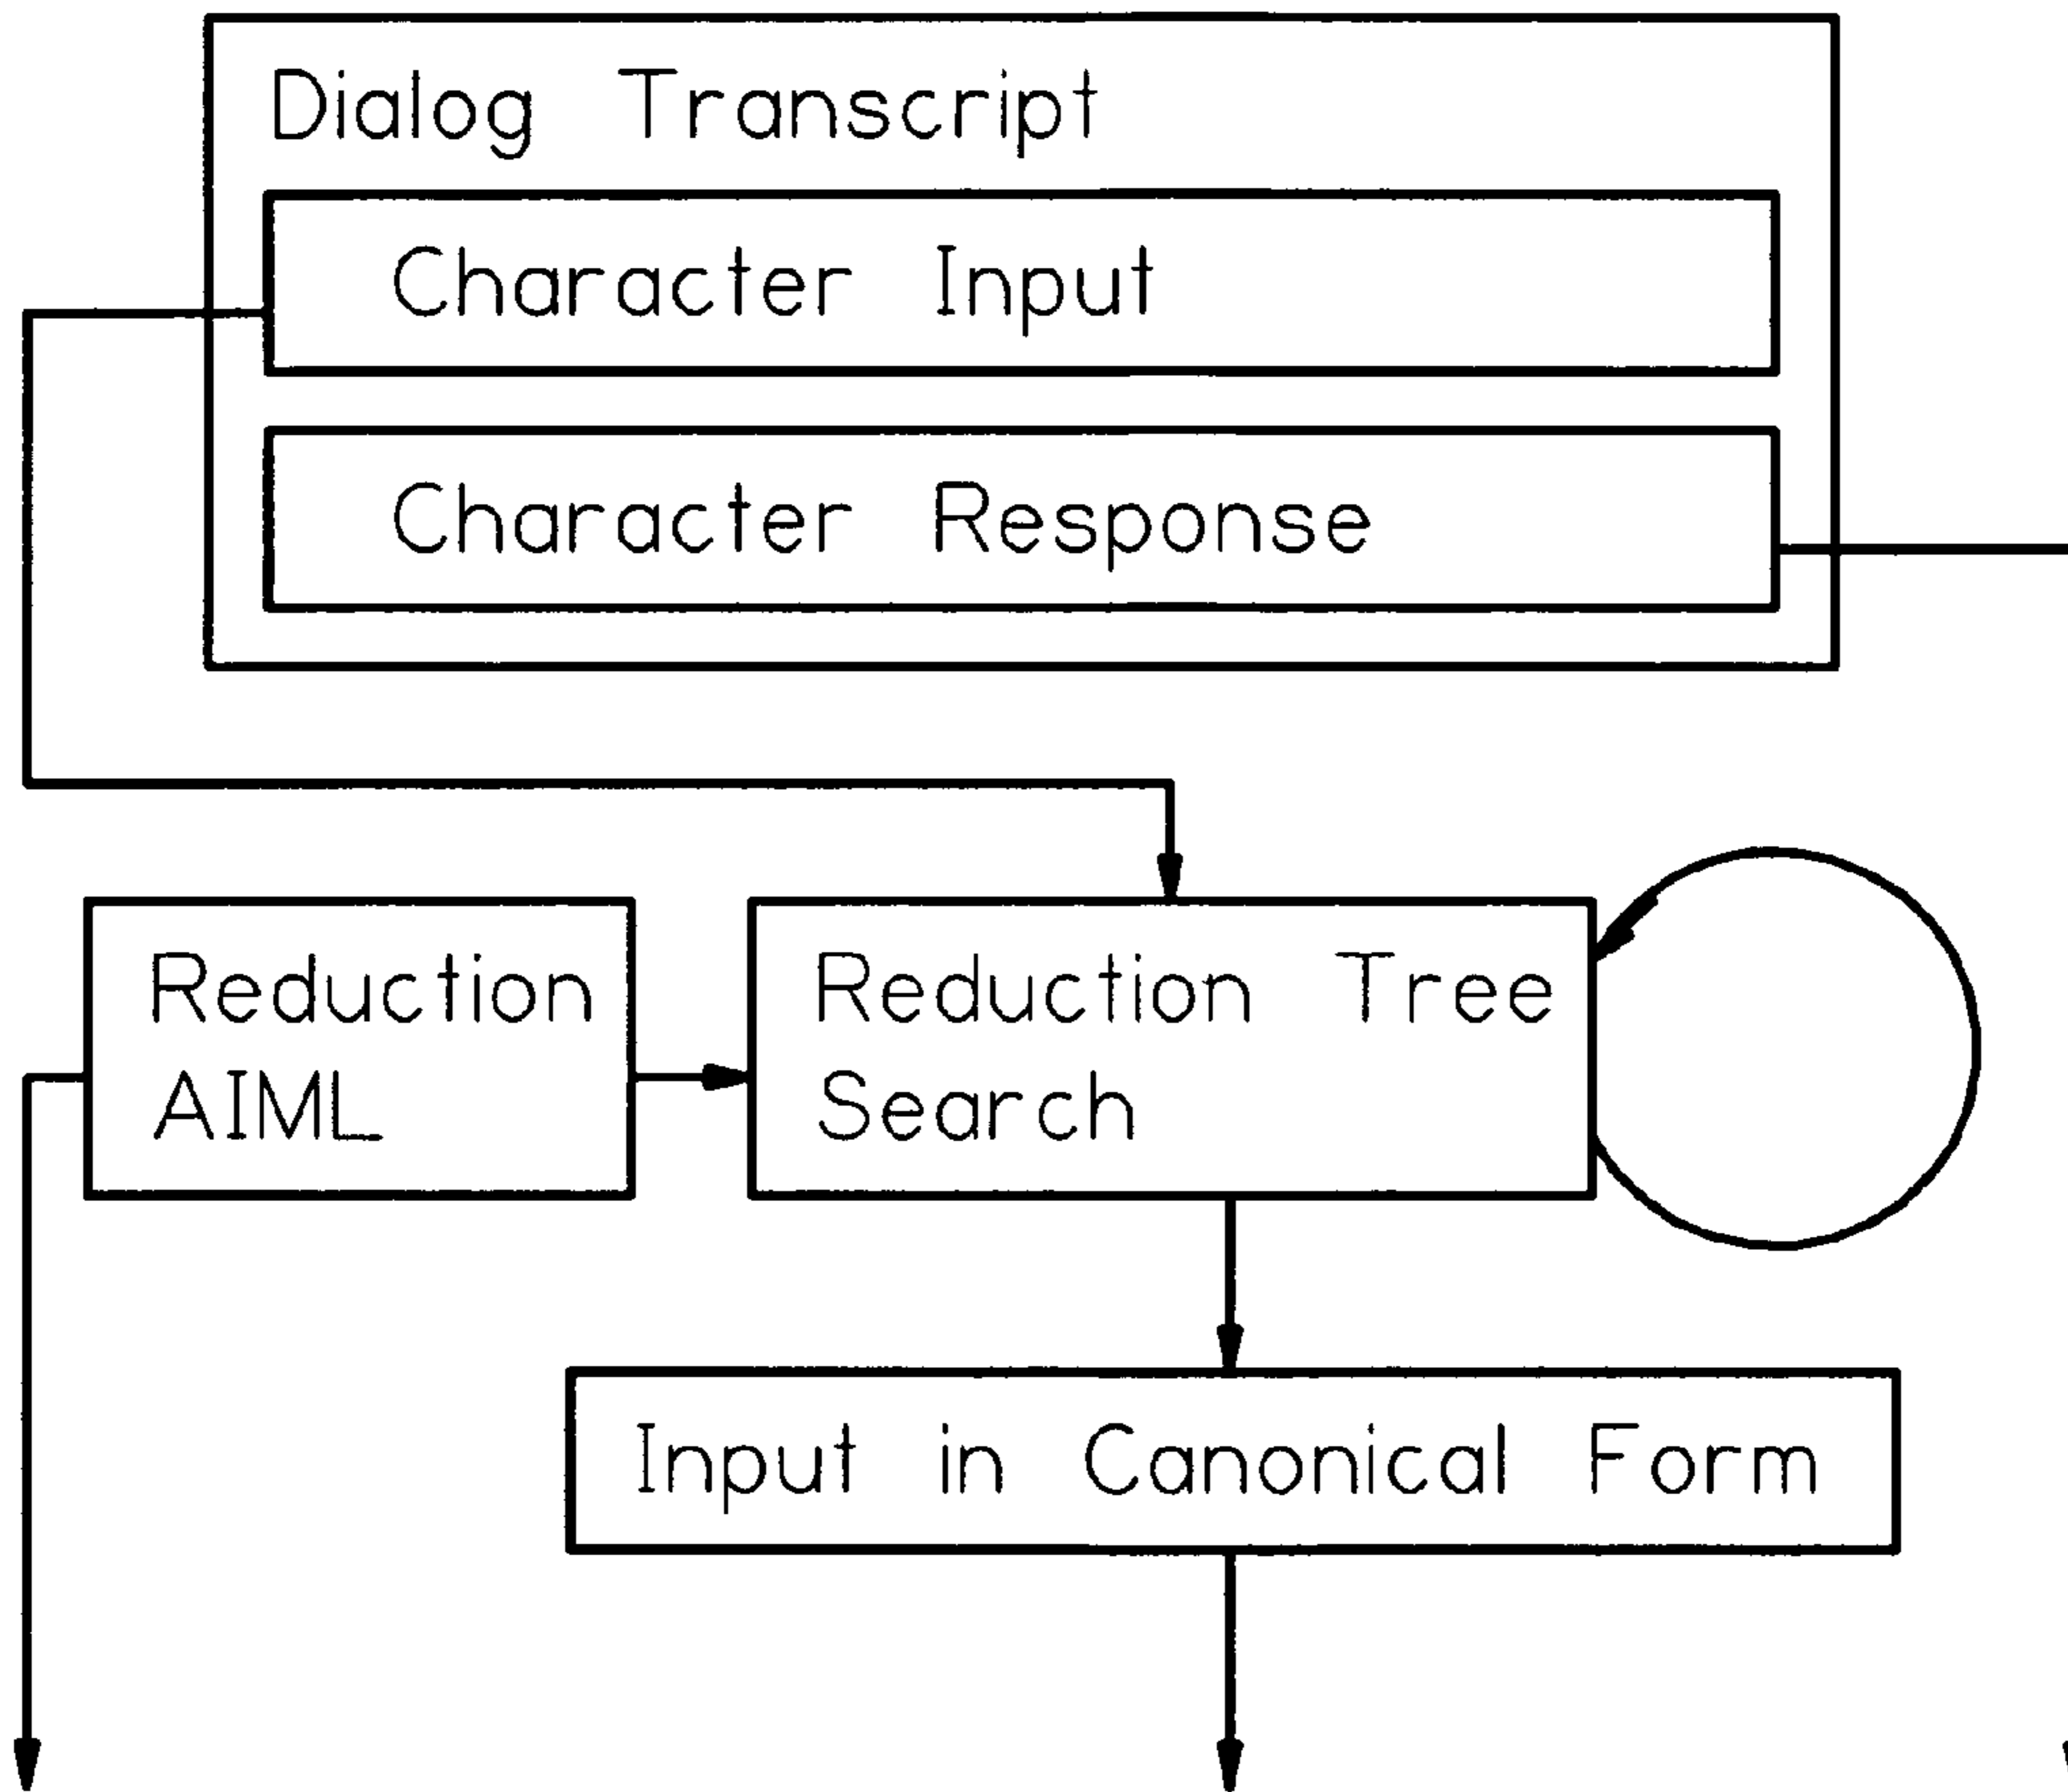 Dialog Transcript
Character Input
Character Response
Reduction
AIML
Reduction Tree
Search
Input in Canonical Form